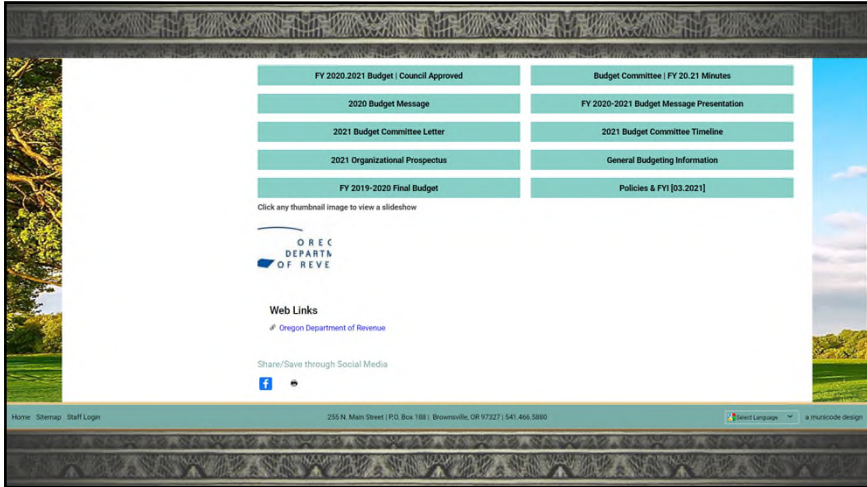 FY 2020.2021 Budget | Council Approved
Budget Committee | FY 20.21 Minutes
2020 Budget Message
FY 2020-2021 Budget Message Presentation
2021 Budget Committee Letter
2021 Budget Committee Timeline
2021 Organizational Prospectus
General Budgeting Information
FY 2019-2020 Final Budget
Policies & FYI [03.2021]
Click any thumbnail image to view a slideshow
OREC
DEPARTN
OF REVE
Web Links
Oregon Department of Revenue
Share/Save through Social Media
Home Sitemap Staff Login
255 N. Main Street | P.O. Box 188 | Brownsville, OR 97327 | 541.466.5880
Select Language
a municode design